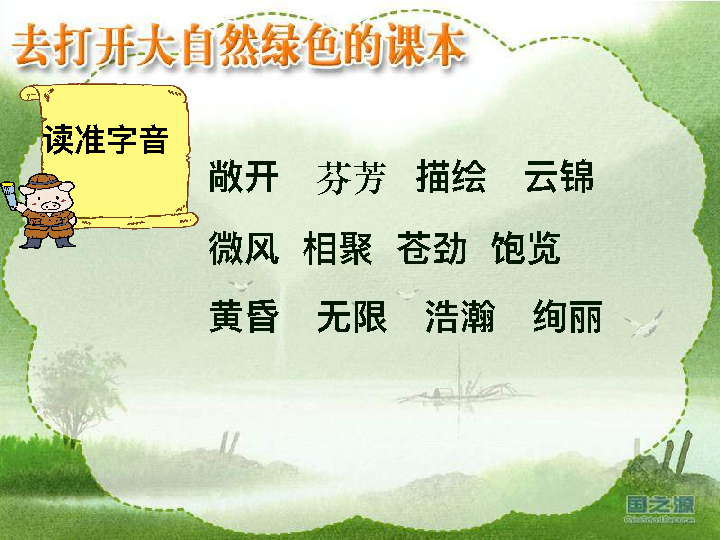 去打开大自然绿色的课本
读准字音
敞开 芬芳 描绘 云锦
微风 相聚 苍劲 饱览
黄昏 无限 浩瀚 绚丽
国之源